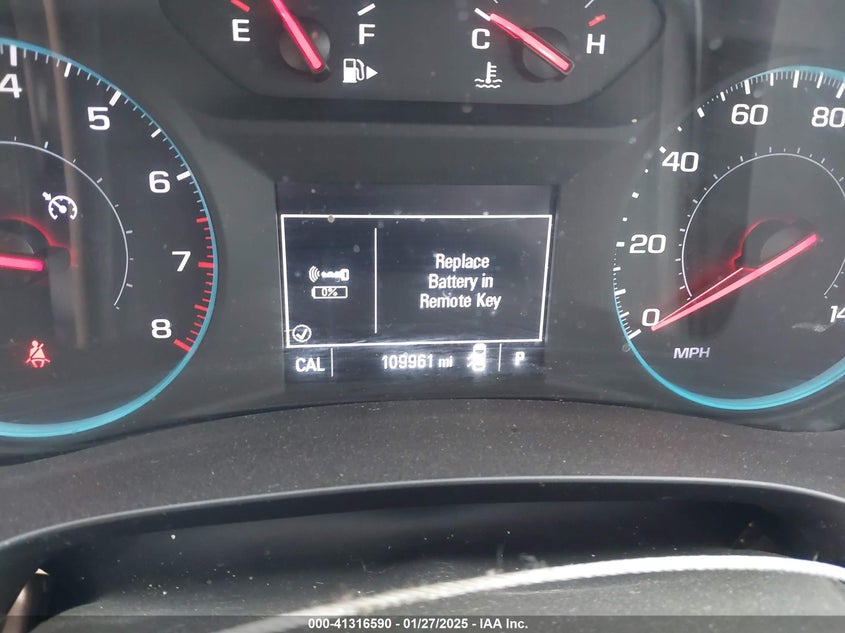 E F
C H
4
5
6
7
8
0%
Replace
Battery in
Remote Key
CAL 109961 mi P
0
20
40
60
80
14
MPH
000-41316590 - 01/27/2025 - IAA Inc.